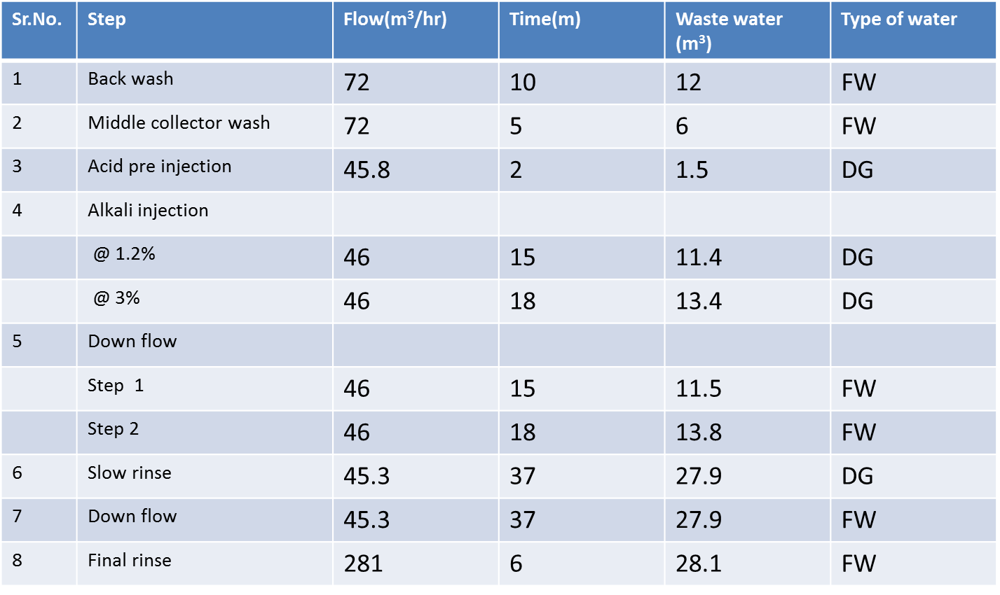 Sr.No. Step Flow(m³/hr) Time(m) Waste water (m³) Type of water
1 Back wash 72 10 12 FW
2 Middle collector wash 72 5 6 FW
3 Acid pre injection 45.8 2 1.5 DG
4 Alkali injection
@ 1.2% 46 15 11.4 DG
@ 3% 46 18 13.4 DG
5 Down flow
Step 1 46 15 11.5 FW
Step 2 46 18 13.8 FW
6 Slow rinse 45.3 37 27.9 DG
7 Down flow 45.3 37 27.9 FW
8 Final rinse 281 6 28.1 FW